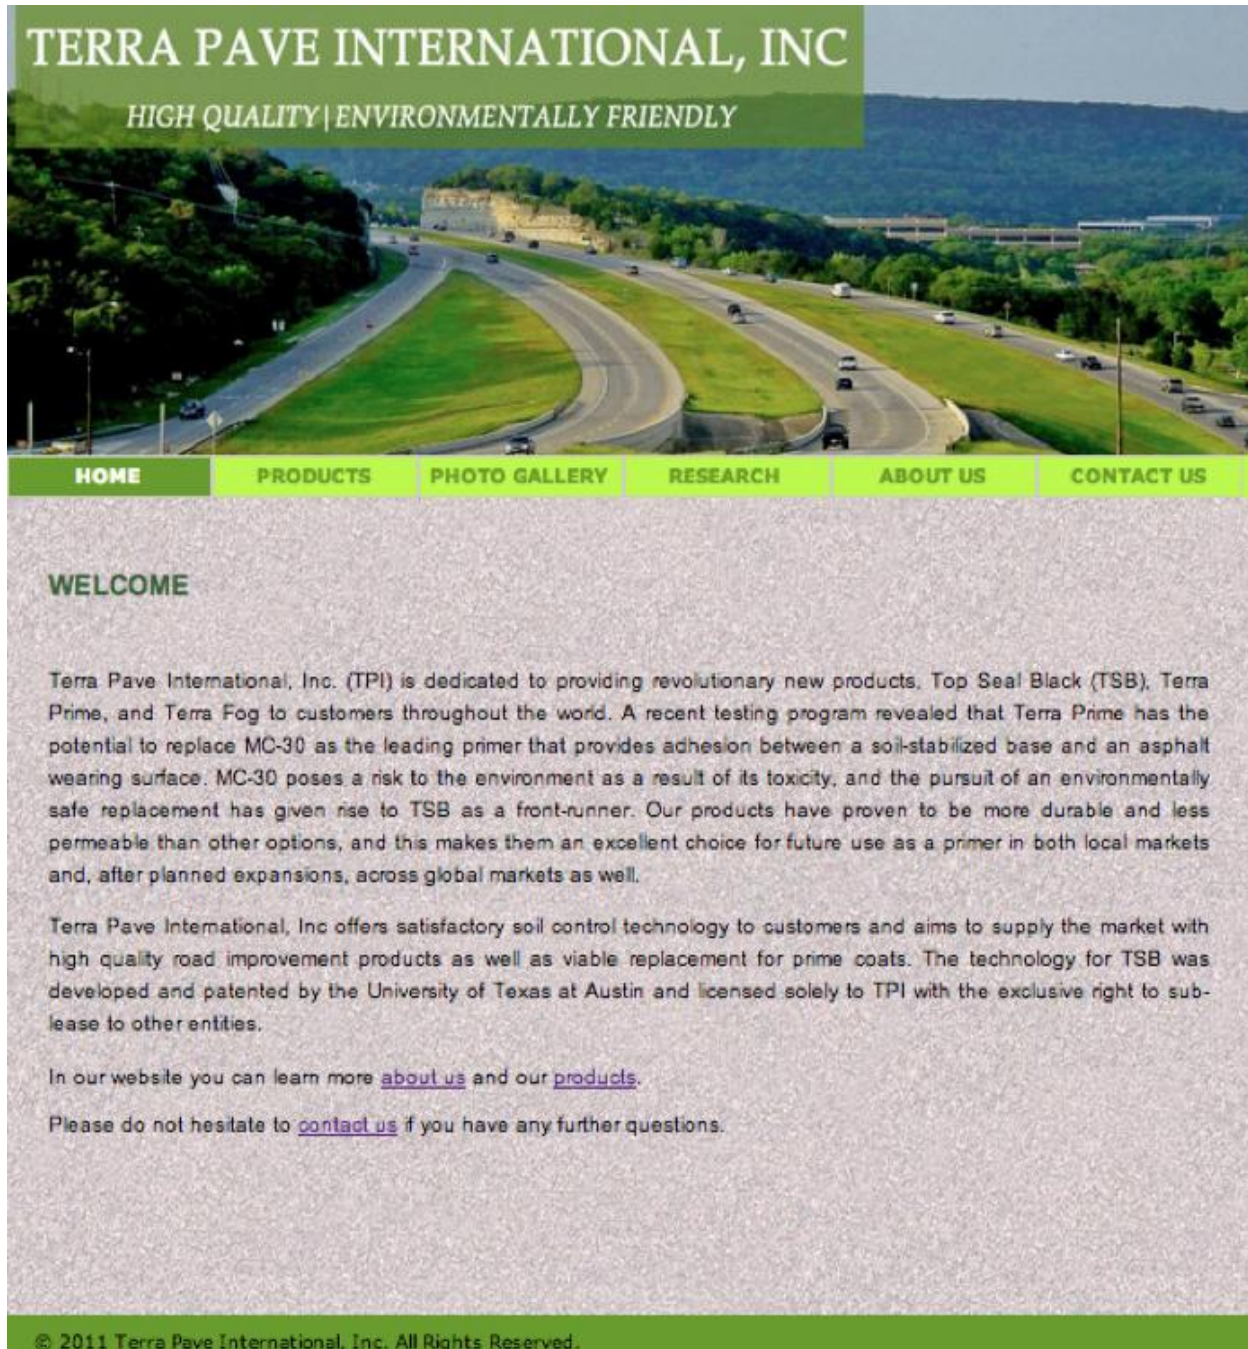 TERRA PAVE INTERNATIONAL, INC
HIGH QUALITY|ENVIRONMENTALLY FRIENDLY
HOME PRODUCTS PHOTO GALLERY RESEARCH ABOUT US CONTACT US
WELCOME
Terra Pave International, Inc. (TPI) is dedicated to providing revolutionary new products, Top Seal Black (TSB), Terra
Prime, and Terra Fog to customers throughout the world. A recent testing program revealed that Terra Prime has the
potential to replace MC-30 as the leading primer that provides adhesion between a soil-stabilized base and an asphalt
wearing surface. MC-30 poses a risk to the environment as a result of its toxicity, and the pursuit of an environmentally
safe replacement has given rise to TSB as a front-runner. Our products have proven to be more durable and less
permeable than other options, and this makes them an excellent choice for future use as a primer in both local markets
and, after planned expansions, across global markets as well.
Terra Pave International, Inc offers satisfactory soil control technology to customers and aims to supply the market with
high quality road improvement products as well as viable replacement for prime coats. The technology for TSB was
developed and patented by the University of Texas at Austin and licensed solely to TPI with the exclusive right to sub-
lease to other entities.
In our website you can learn more about us and our products.
Please do not hesitate to contact us if you have any further questions.
© 2011 Terra Pave International, Inc. All Rights Reserved.